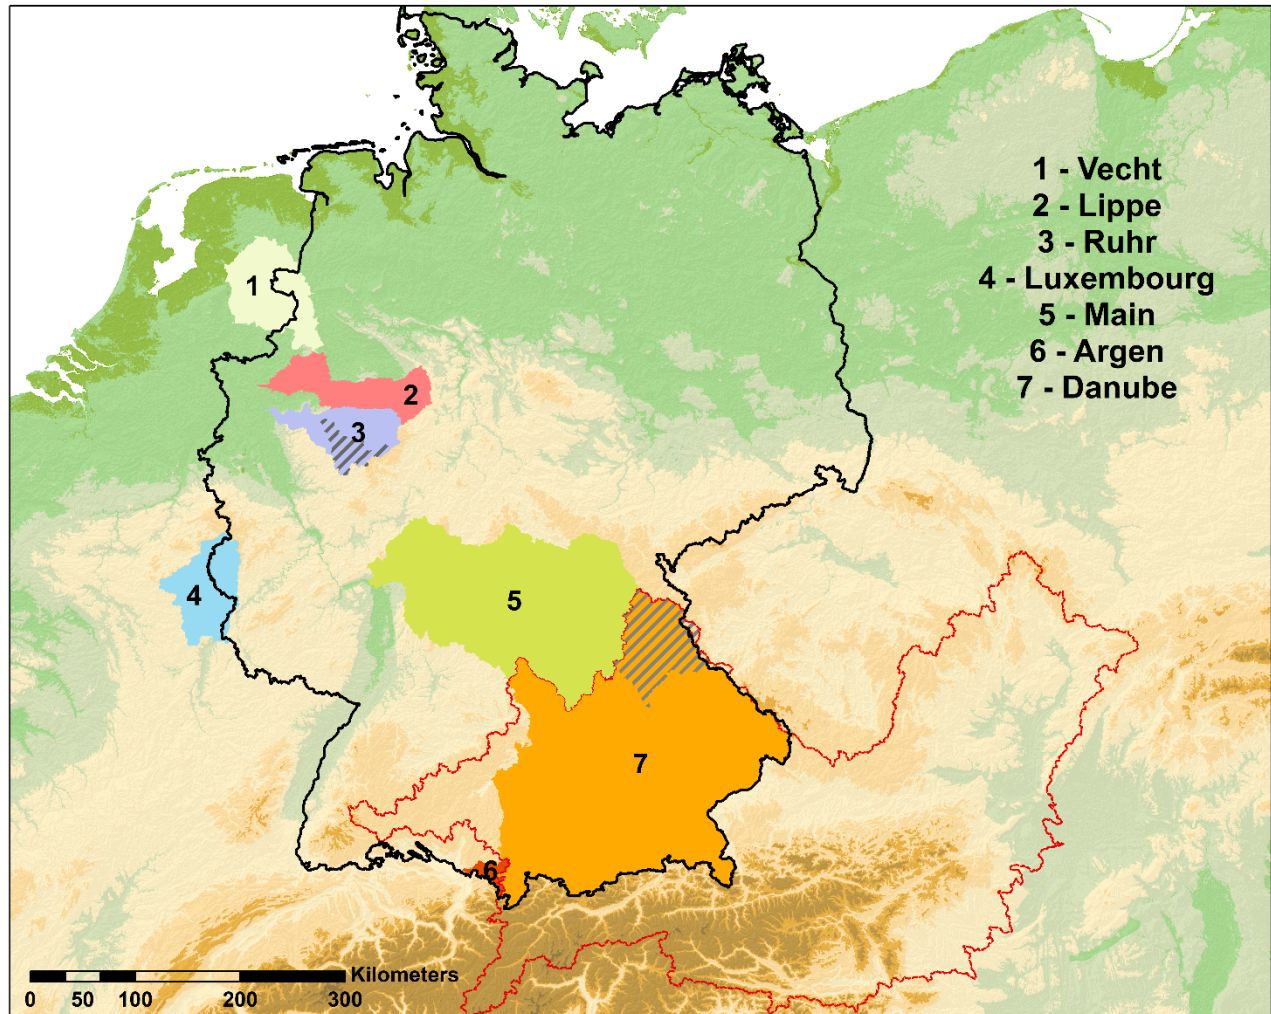 1 - Vecht
2 - Lippe
3 - Ruhr
4 - Luxembourg
5 - Main
6 - Argen
7 - Danube
1
2
3
4
5
7
6
Kilometers
0 50 100 200 300